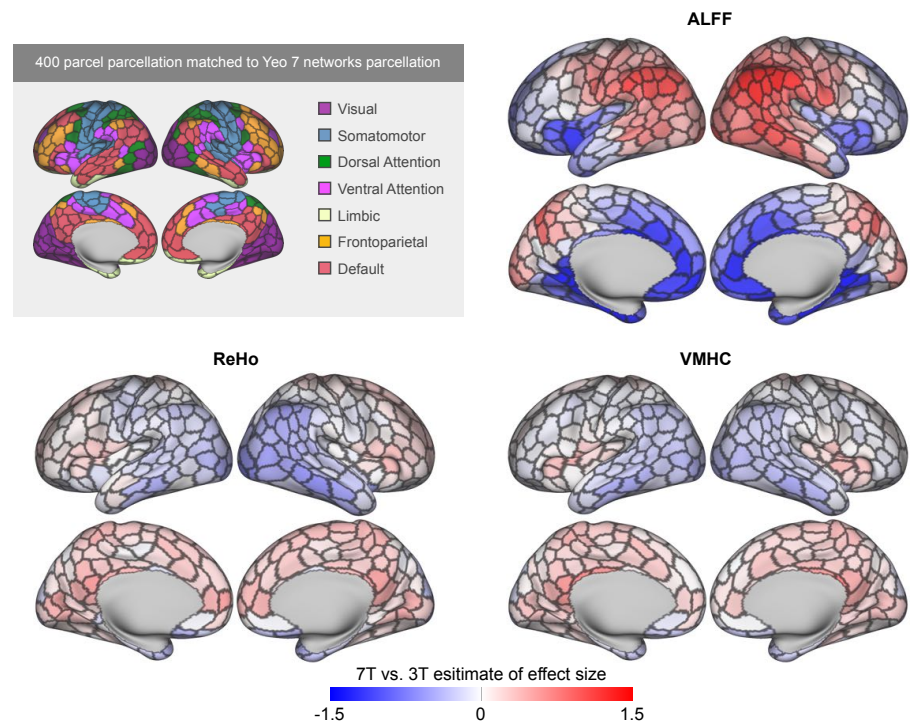 ALFF
400 parcel parcellation matched to Yeo 7 networks parcellation
Visual
Somatomotor
Dorsal Attention
Ventral Attention
Limbic
Frontoparietal
Default
ReHo
VMHC
7T vs. 3T esitimate of effect size
-1.5
0
1.5